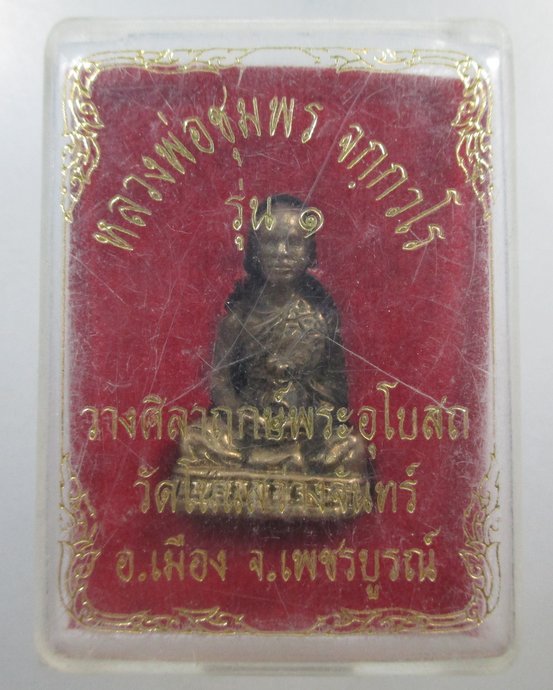 หลวงพ่อชุมพร จกฺกวโร
รุ่น ๑
วางศิลาฤกษ์พระอุโบสถ
อ.เมือง จ.เพชรบูรณ์